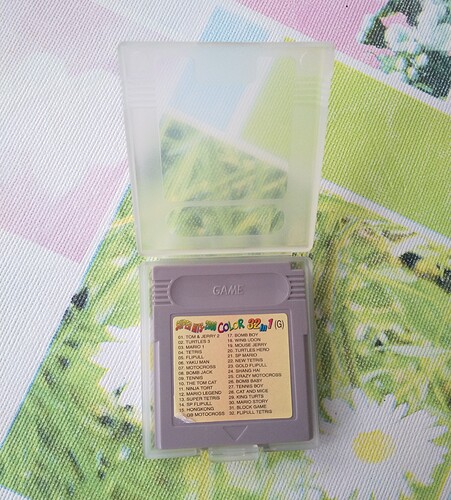 GAME
COLOR 32 in 1 (G)
01. TOM & JERRY 2
02. TURTLES 3
03. MARIO 1
04. TETRIS
05. FLIPULL
06. YAKU MAN
07. MOTOCROSS
08. BOMB JACK
09. TENNIS
10. THE TOM CAT
11. NINJA TORT
12. MARIO LEGEND
13. SUPER TETRIS
14. SP FLIPULL
15. HONGKONG
16. DB MOTOCROSS
17. BOMB BOY
18. WINE UDON
19. MOUSE JERRY
20. TURTLES HERO
21. SP MARIO
22. NEW TETRIS
23. GOLD FLIPULL
24. SHANG HAI
25. CRAZY MOTOCROSS
26. BOMB BABY
27. TENNIS BOY
28. CAT AND MICE
29. KING TURTS
30. MARIO STORY
31. BLOCK GAME
32. FLIPULL TETRIS